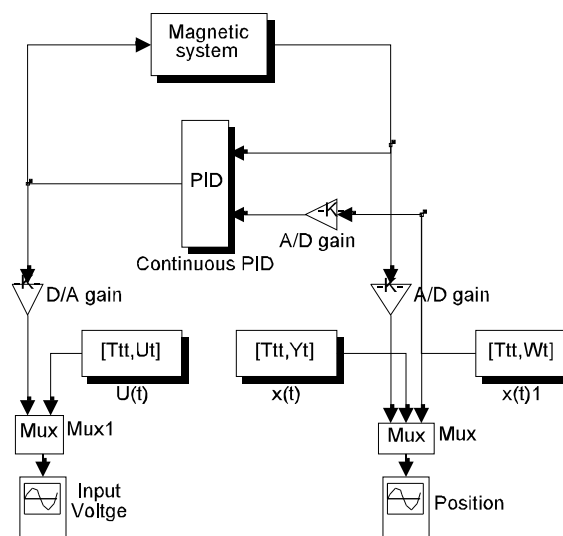 Magnetic
system
PID
-K-
A/D gain
Continuous PID
-K-
D/A gain
-K-
A/D gain
[Ttt,Ut]
[Ttt,Yt]
[Ttt,Wt]
U(t)
x(t)
x(t)1
Mux
Mux1
Mux
Mux
Input
Voltge
Position